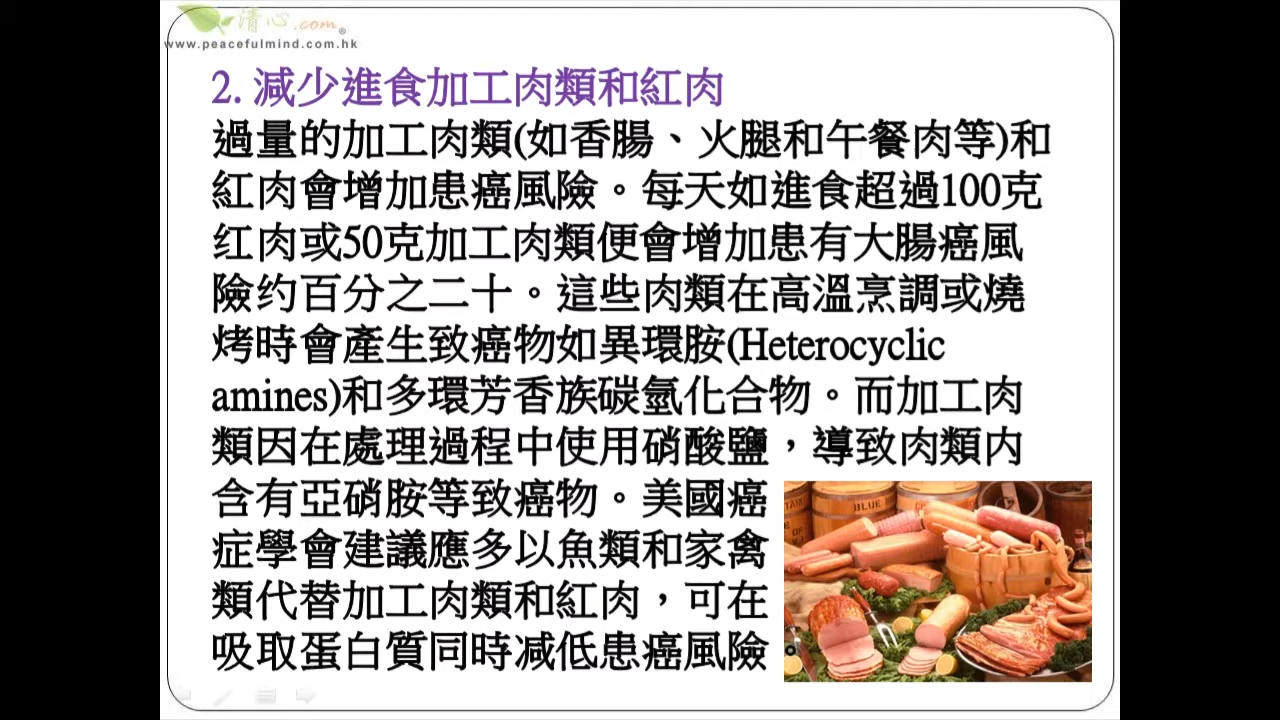 清心.com®
www.peacefulmind.com.hk
2. 減少進食加工肉類和紅肉
過量的加工肉類(如香腸、火腿和午餐肉等)和
紅肉會增加患癌風險。每天如進食超過100克
红肉或50克加工肉類便會增加患有大腸癌風
險约百分之二十。這些肉類在高溫烹調或燒
烤時會產生致癌物如異環胺(Heterocyclic
amines)和多環芳香族碳氫化合物。而加工肉
類因在處理過程中使用硝酸鹽，導致肉類内
含有亞硝胺等致癌物。美國癌
症學會建議應多以魚類和家禽
類代替加工肉類和紅肉，可在
吸取蛋白質同時减低患癌風險。
BLUE